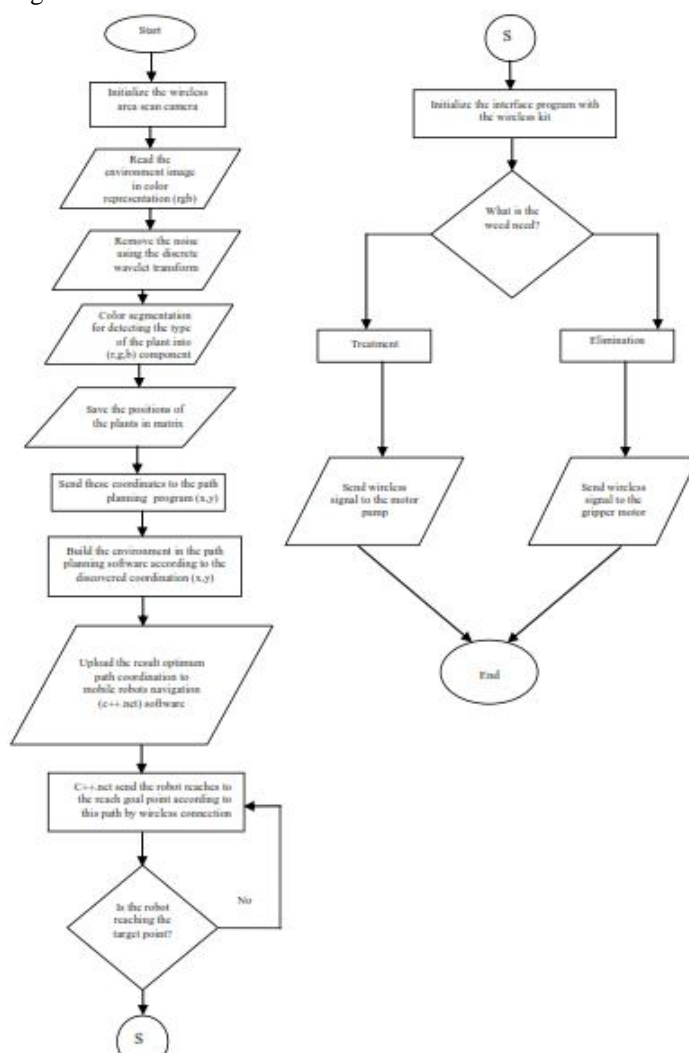 Start
Initialize the wireless
area scan camera
Read the
environment image
in color
representation (rgb)
Remove the noise
using the discrete
wavelet transform
Color segmentation
for detecting the type
of the plant into
(r,g,b) component
Save the positions of
the plants in matrix
Send these coordinates to the path
planning program (x,y)
Build the environment in the path
planning software according to the
discovered coordination (x,y)
Upload the result optimum
path coordination to
mobile robots navigation
(c++.net) software
C++.net send the robot reaches to
the reach goal point according to
this path by wireless connection
No
Is the robot
reaching the
target point?
S
S
Initialize the interface program with
the wireless kit
What is the
weed need?
Treatment
Elimination
Send wireless
signal to the motor
pump
Send wireless
signal to the
gripper motor
End